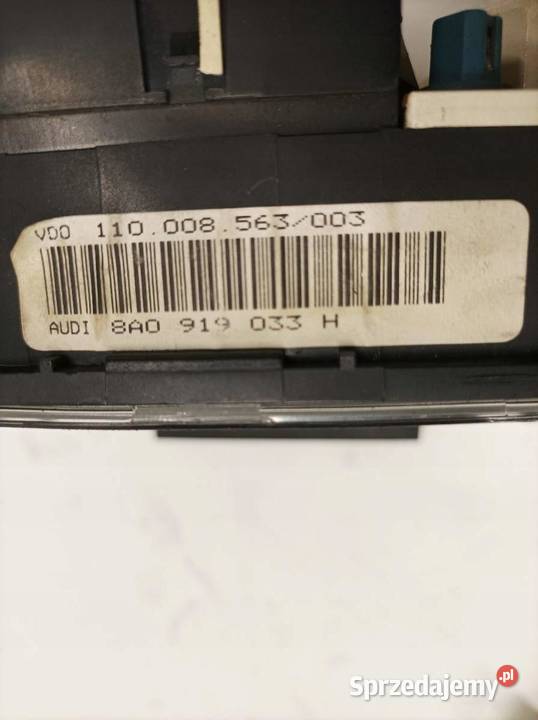 VDO 110.008.563/003
AUDI 8A0 919 033 H
Sprzedajemy.pl